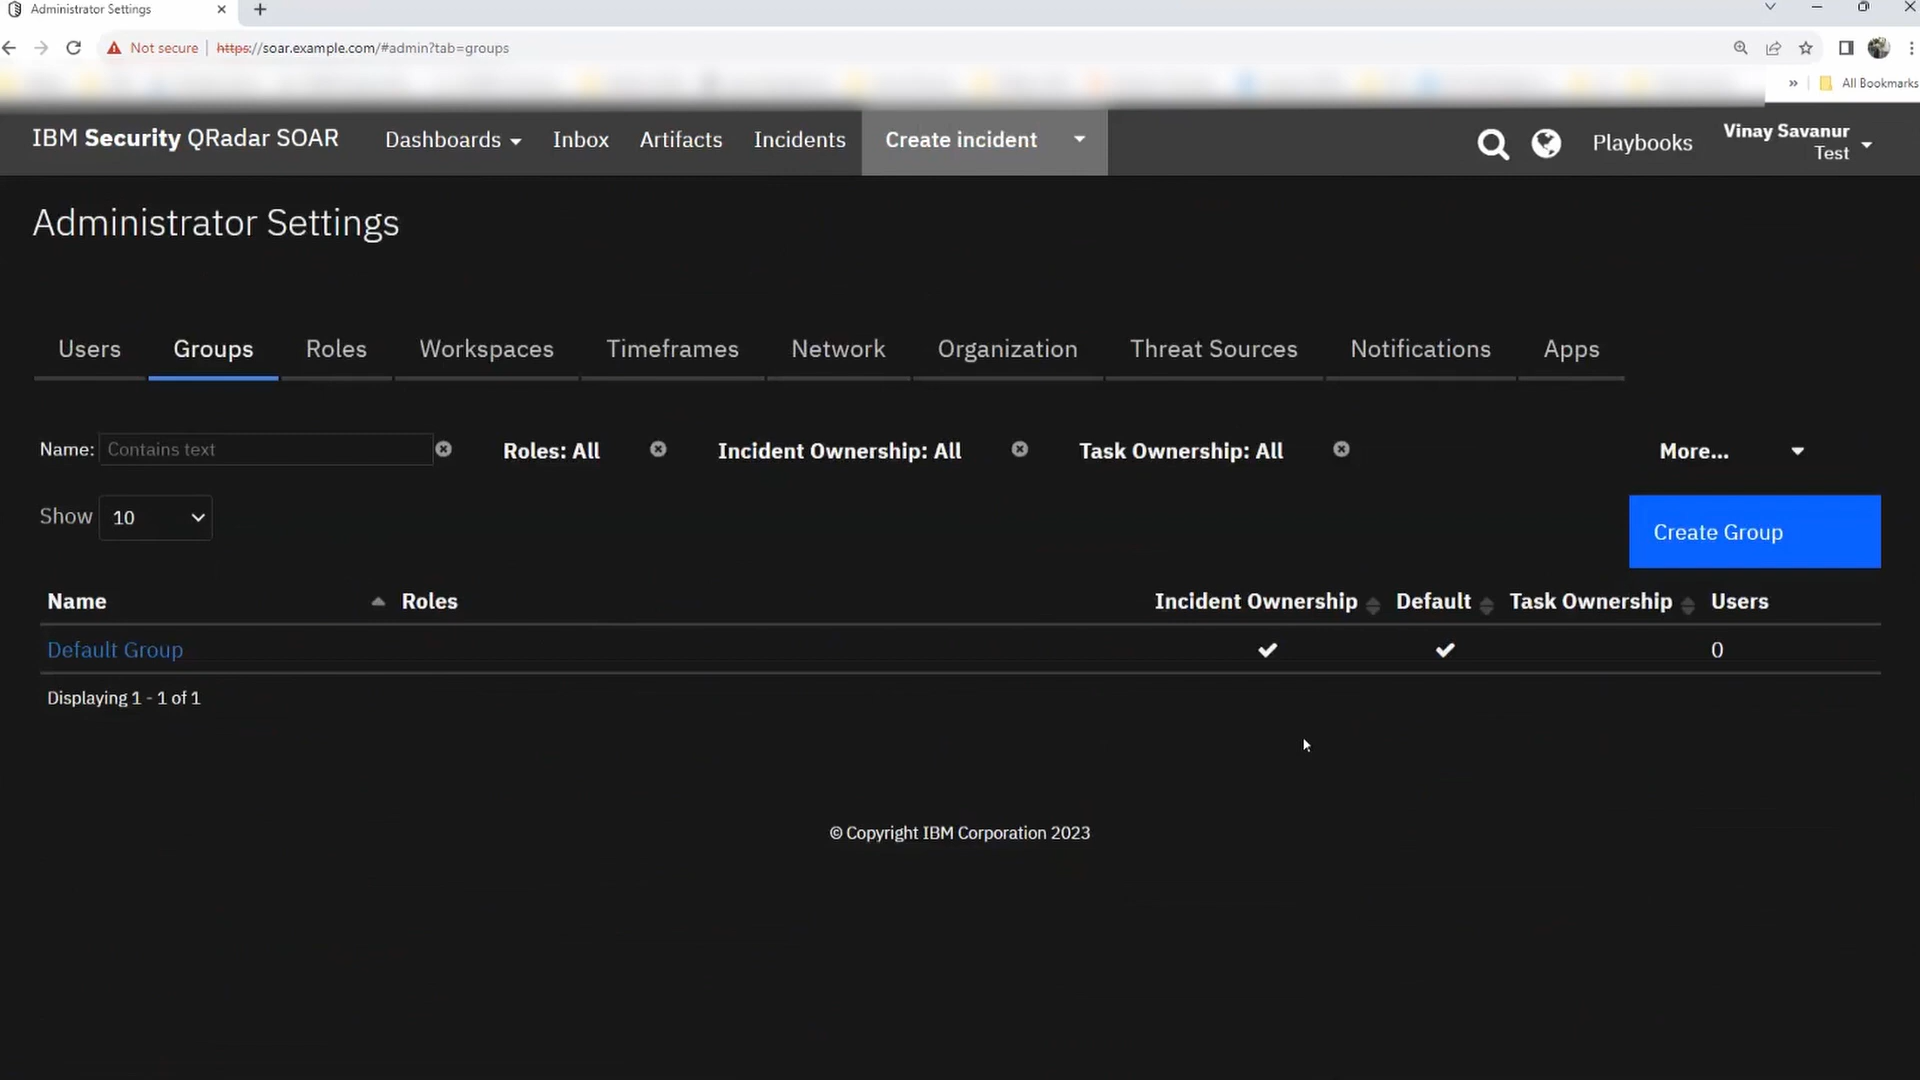 Administrator Settings
Not secure https://soar.example.com/#admin?tab=groups
» All Bookmarks
IBM Security QRadar SOAR Dashboards Inbox Artifacts Incidents Create incident Playbooks Vinay Savanur
Test
Administrator Settings
Users Groups Roles Workspaces Timeframes Network Organization Threat Sources Notifications Apps
Name: Contains text Roles: All Incident Ownership: All Task Ownership: All More...
Show 10
Create Group
Name Roles Incident Ownership Default Task Ownership Users
Default Group 0
Displaying 1 - 1 of 1
© Copyright IBM Corporation 2023